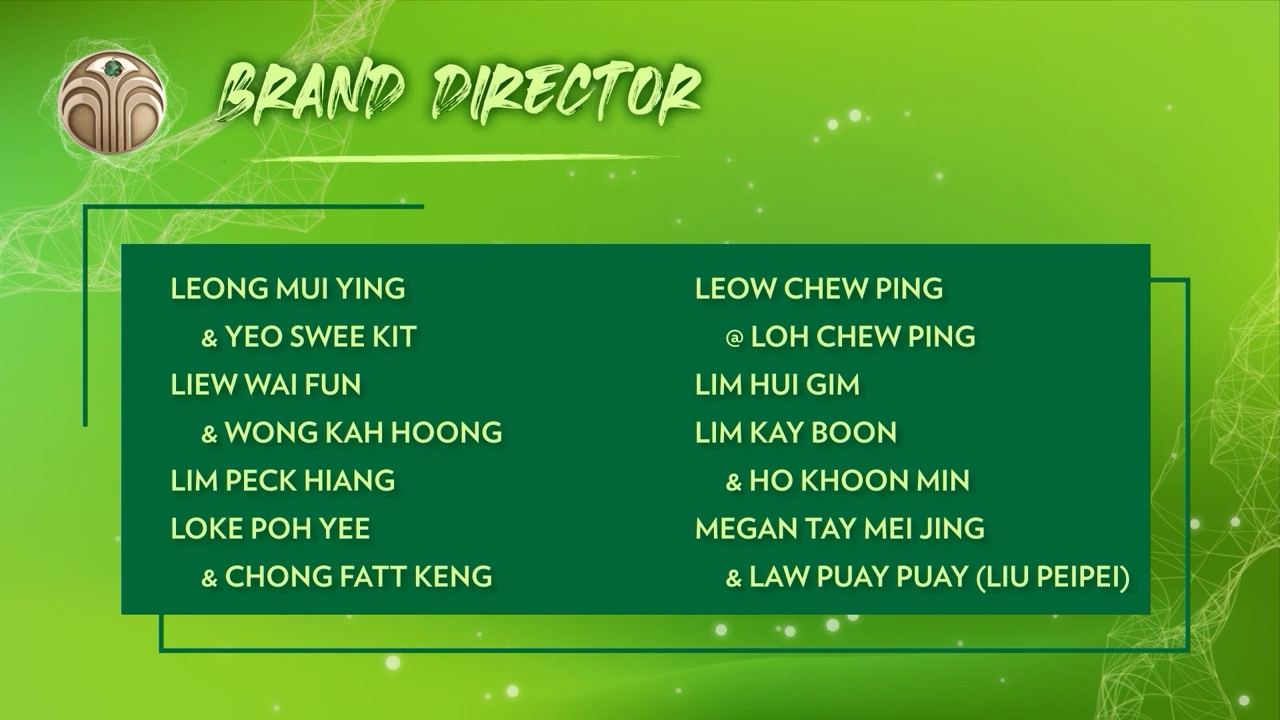 BRAND DIRECTOR
LEONG MUI YING
& YEO SWEE KIT
LIEW WAI FUN
& WONG KAH HOONG
LIM PECK HIANG
LOKE POH YEE
& CHONG FATT KENG
LEOW CHEW PING
@ LOH CHEW PING
LIM HUI GIM
LIM KAY BOON
& HO KHOON MIN
MEGAN TAY MEI JING
& LAW PUAY PUAY (LIU PEIPEI)